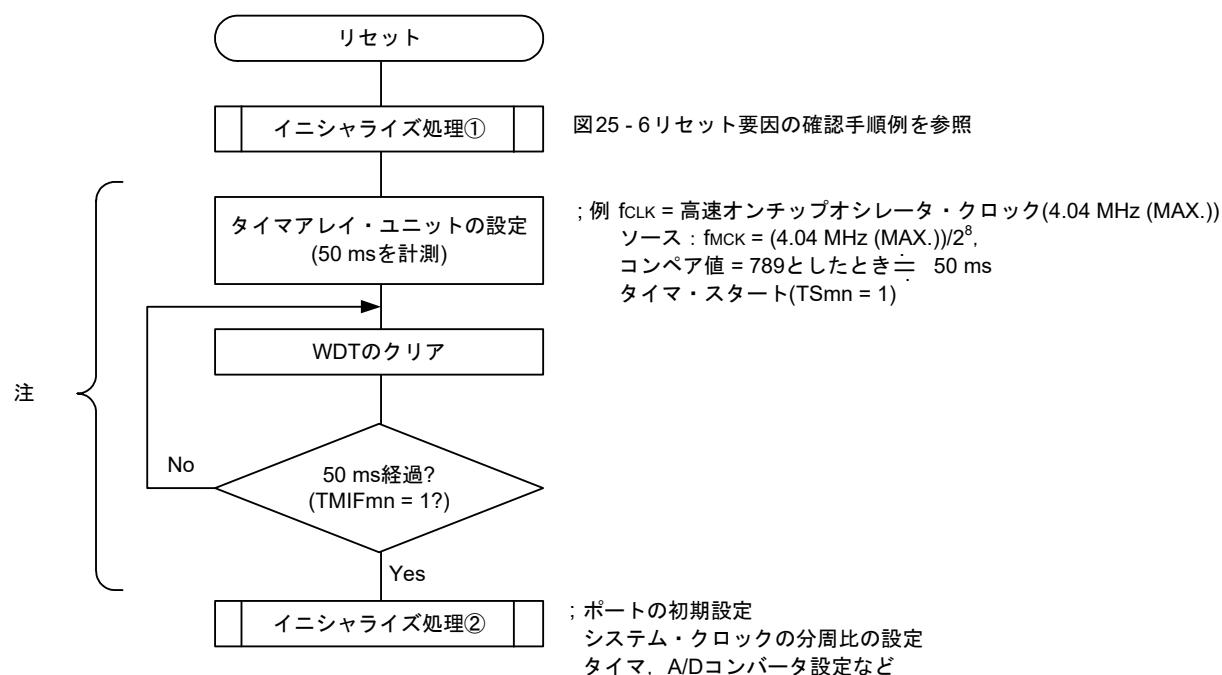 リセット
イニシャライズ処理①
図25 - 6リセット要因の確認手順例を参照
タイマアレイ・ユニットの設定
(50 msを計測)
; 例 fCLK = 高速オンチップオシレータ・クロック(4.04 MHz (MAX.))
ソース : fMCK = (4.04 MHz (MAX.))/2⁸,
コンペア値 = 789としたとき≒ 50 ms
タイマ・スタート(TSmn = 1)
WDTのクリア
注
No
50 ms経過?
(TMIFmn = 1?)
Yes
イニシャライズ処理②
; ポートの初期設定
システム・クロックの分周比の設定
タイマ，A/Dコンバータ設定など